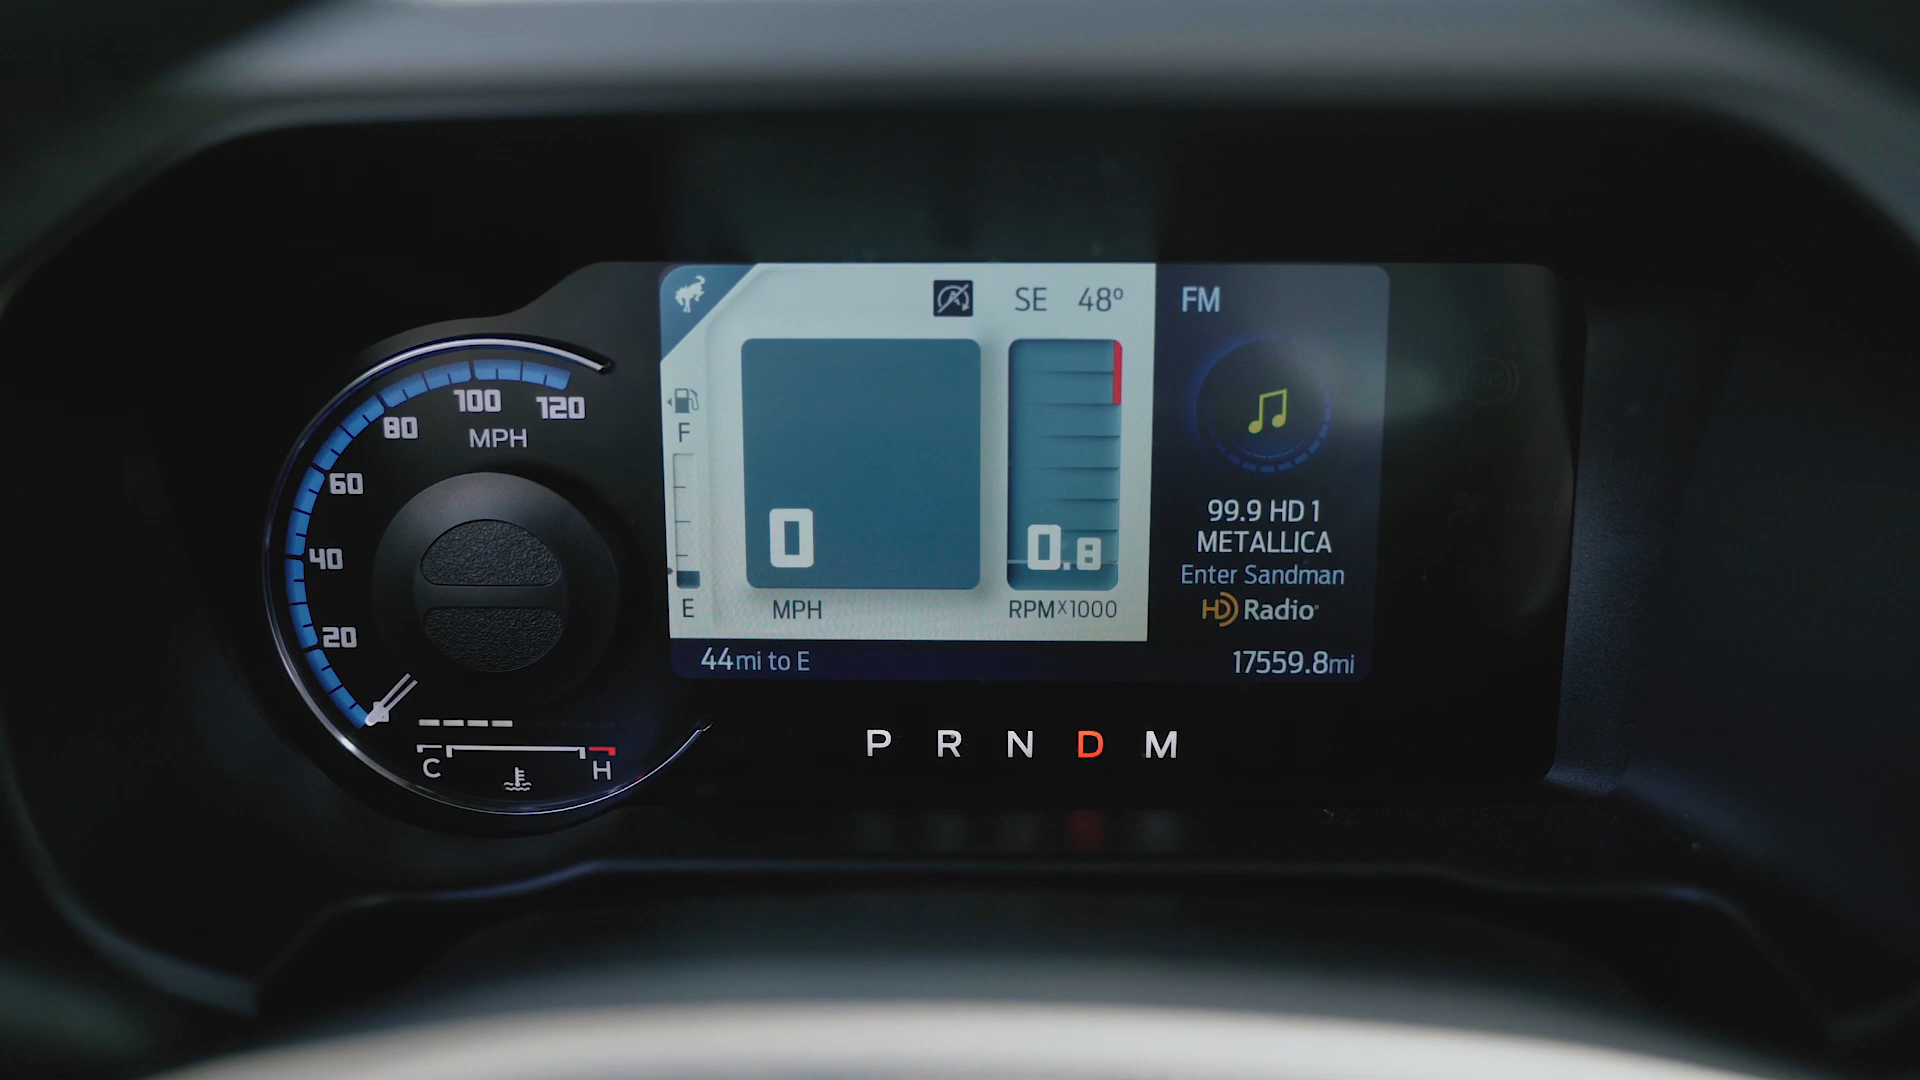 SE 48°
FM
120
100
80
MPH
60
40
20
F
E
0
MPH
0.8
RPMx1000
99.9 HD 1
METALLICA
Enter Sandman
HD Radio
44mi to E
17559.8mi
C
H
P R N D M